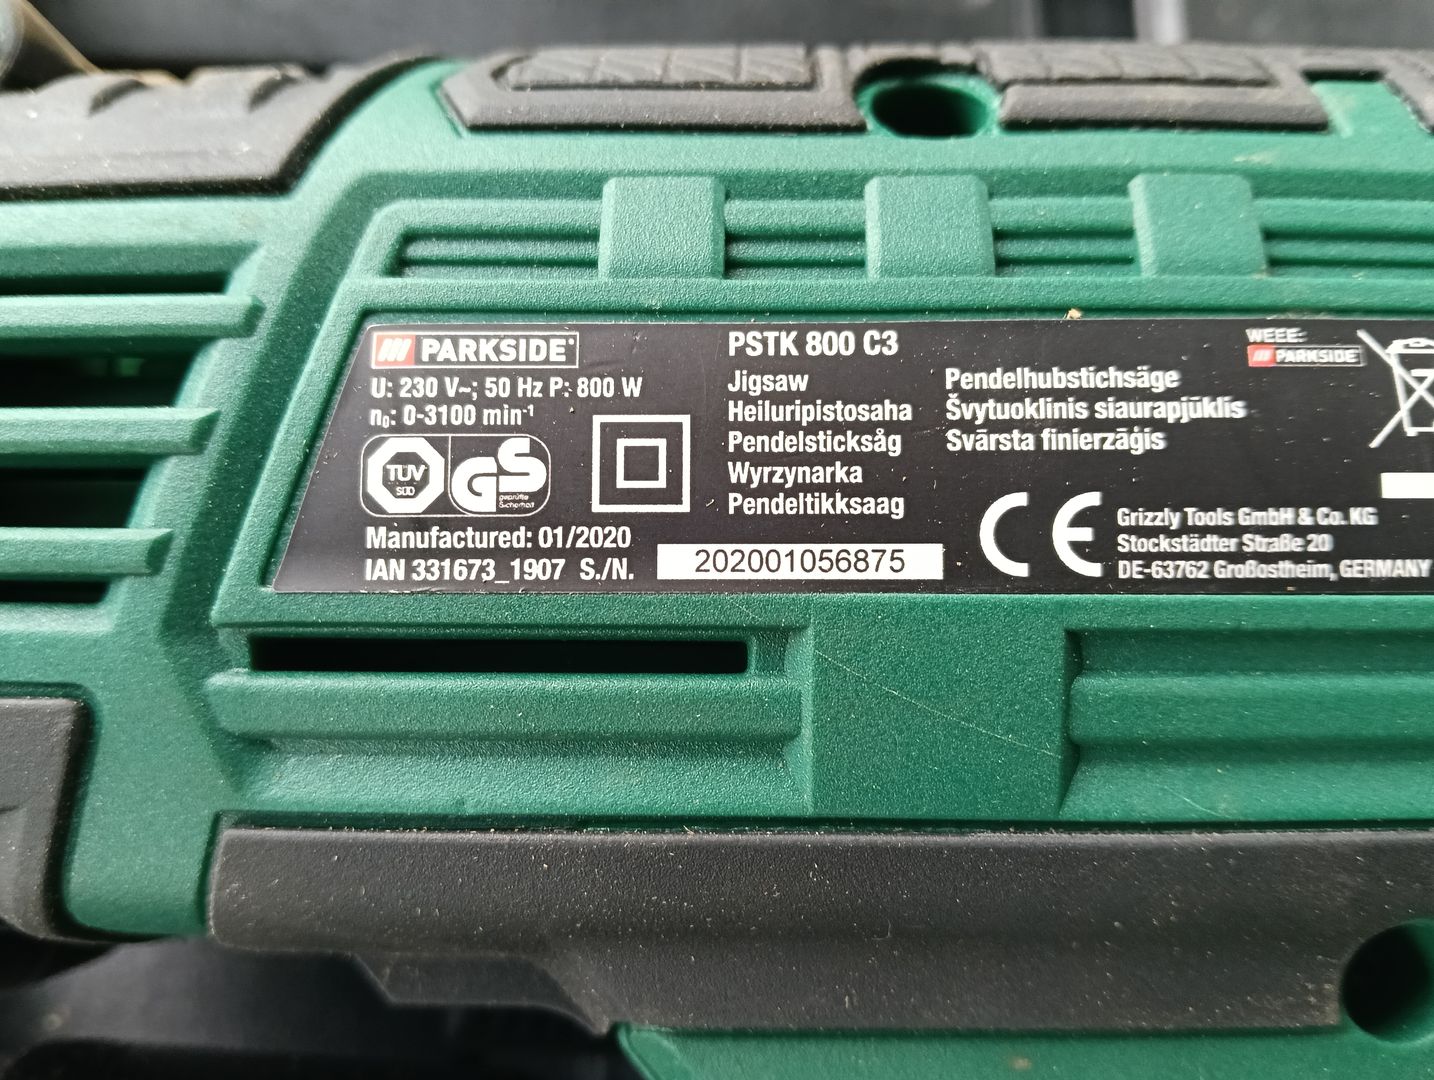 PARKSIDE®
U: 230 V~; 50 Hz P: 800 W
n₀: 0-3100 min⁻¹
TÜV
SÜD
GS
geprüfte
Sicherheit
Manufactured: 01/2020
IAN 331673_1907 S./N.
202001056875
PSTK 800 C3
Jigsaw
Heiluripistosaha
Pendelsticksåg
Wyrzynarka
Pendeltikksaag
Pendelhubstichsäge
Švytuoklinis siaurapjūklis
Svārsta finierzāģis
WEEE:
PARKSIDE
CE
Grizzly Tools GmbH & Co. KG
Stockstädter Straße 20
DE-63762 Großostheim, GERMANY